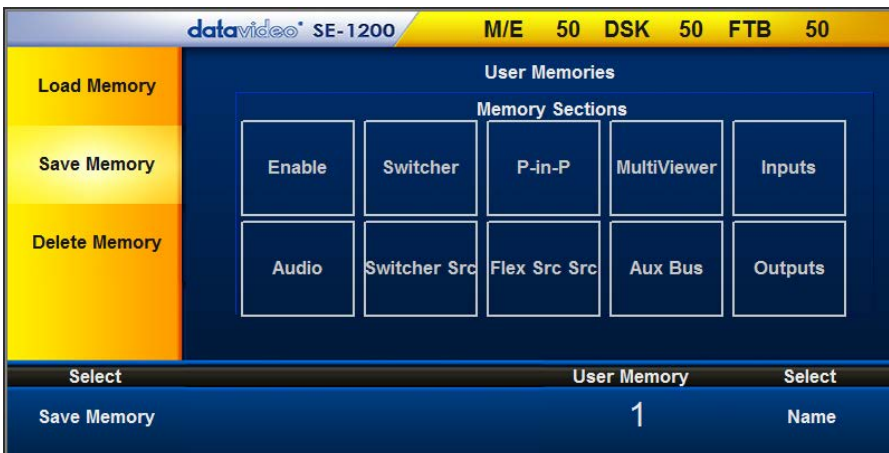 datavideo SE-1200 M/E 50 DSK 50 FTB 50
Load Memory
Save Memory
Delete Memory
User Memories
Memory Sections
Enable Switcher P-in-P MultiViewer Inputs
Audio Switcher Src Flex Src Src Aux Bus Outputs
Select User Memory Select
Save Memory 1 Name